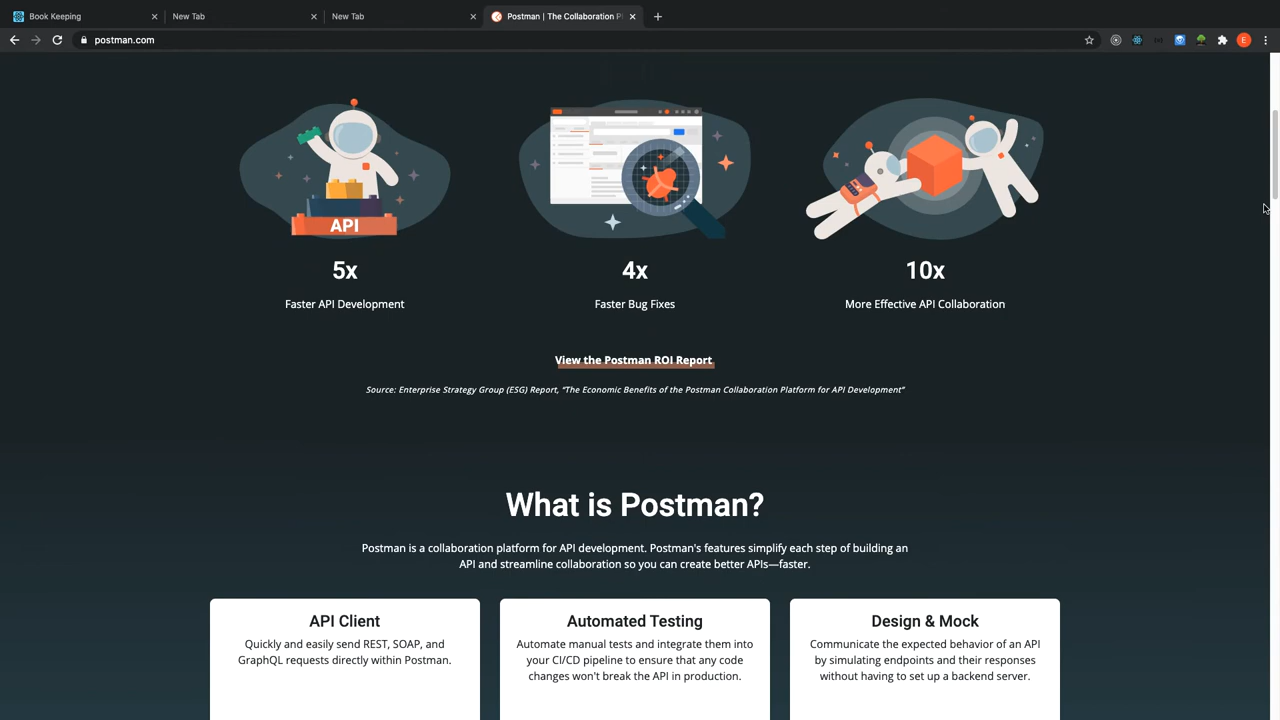 Book Keeping
New Tab
New Tab
Postman | The Collaboration P
postman.com
E
API
5x
Faster API Development
4x
Faster Bug Fixes
10x
More Effective API Collaboration
View the Postman ROI Report
Source: Enterprise Strategy Group (ESG) Report, “The Economic Benefits of the Postman Collaboration Platform for API Development”
What is Postman?
Postman is a collaboration platform for API development. Postman's features simplify each step of building an
API and streamline collaboration so you can create better APIs—faster.
API Client
Quickly and easily send REST, SOAP, and
GraphQL requests directly within Postman.
Automated Testing
Automate manual tests and integrate them into
your CI/CD pipeline to ensure that any code
changes won't break the API in production.
Design & Mock
Communicate the expected behavior of an API
by simulating endpoints and their responses
without having to set up a backend server.